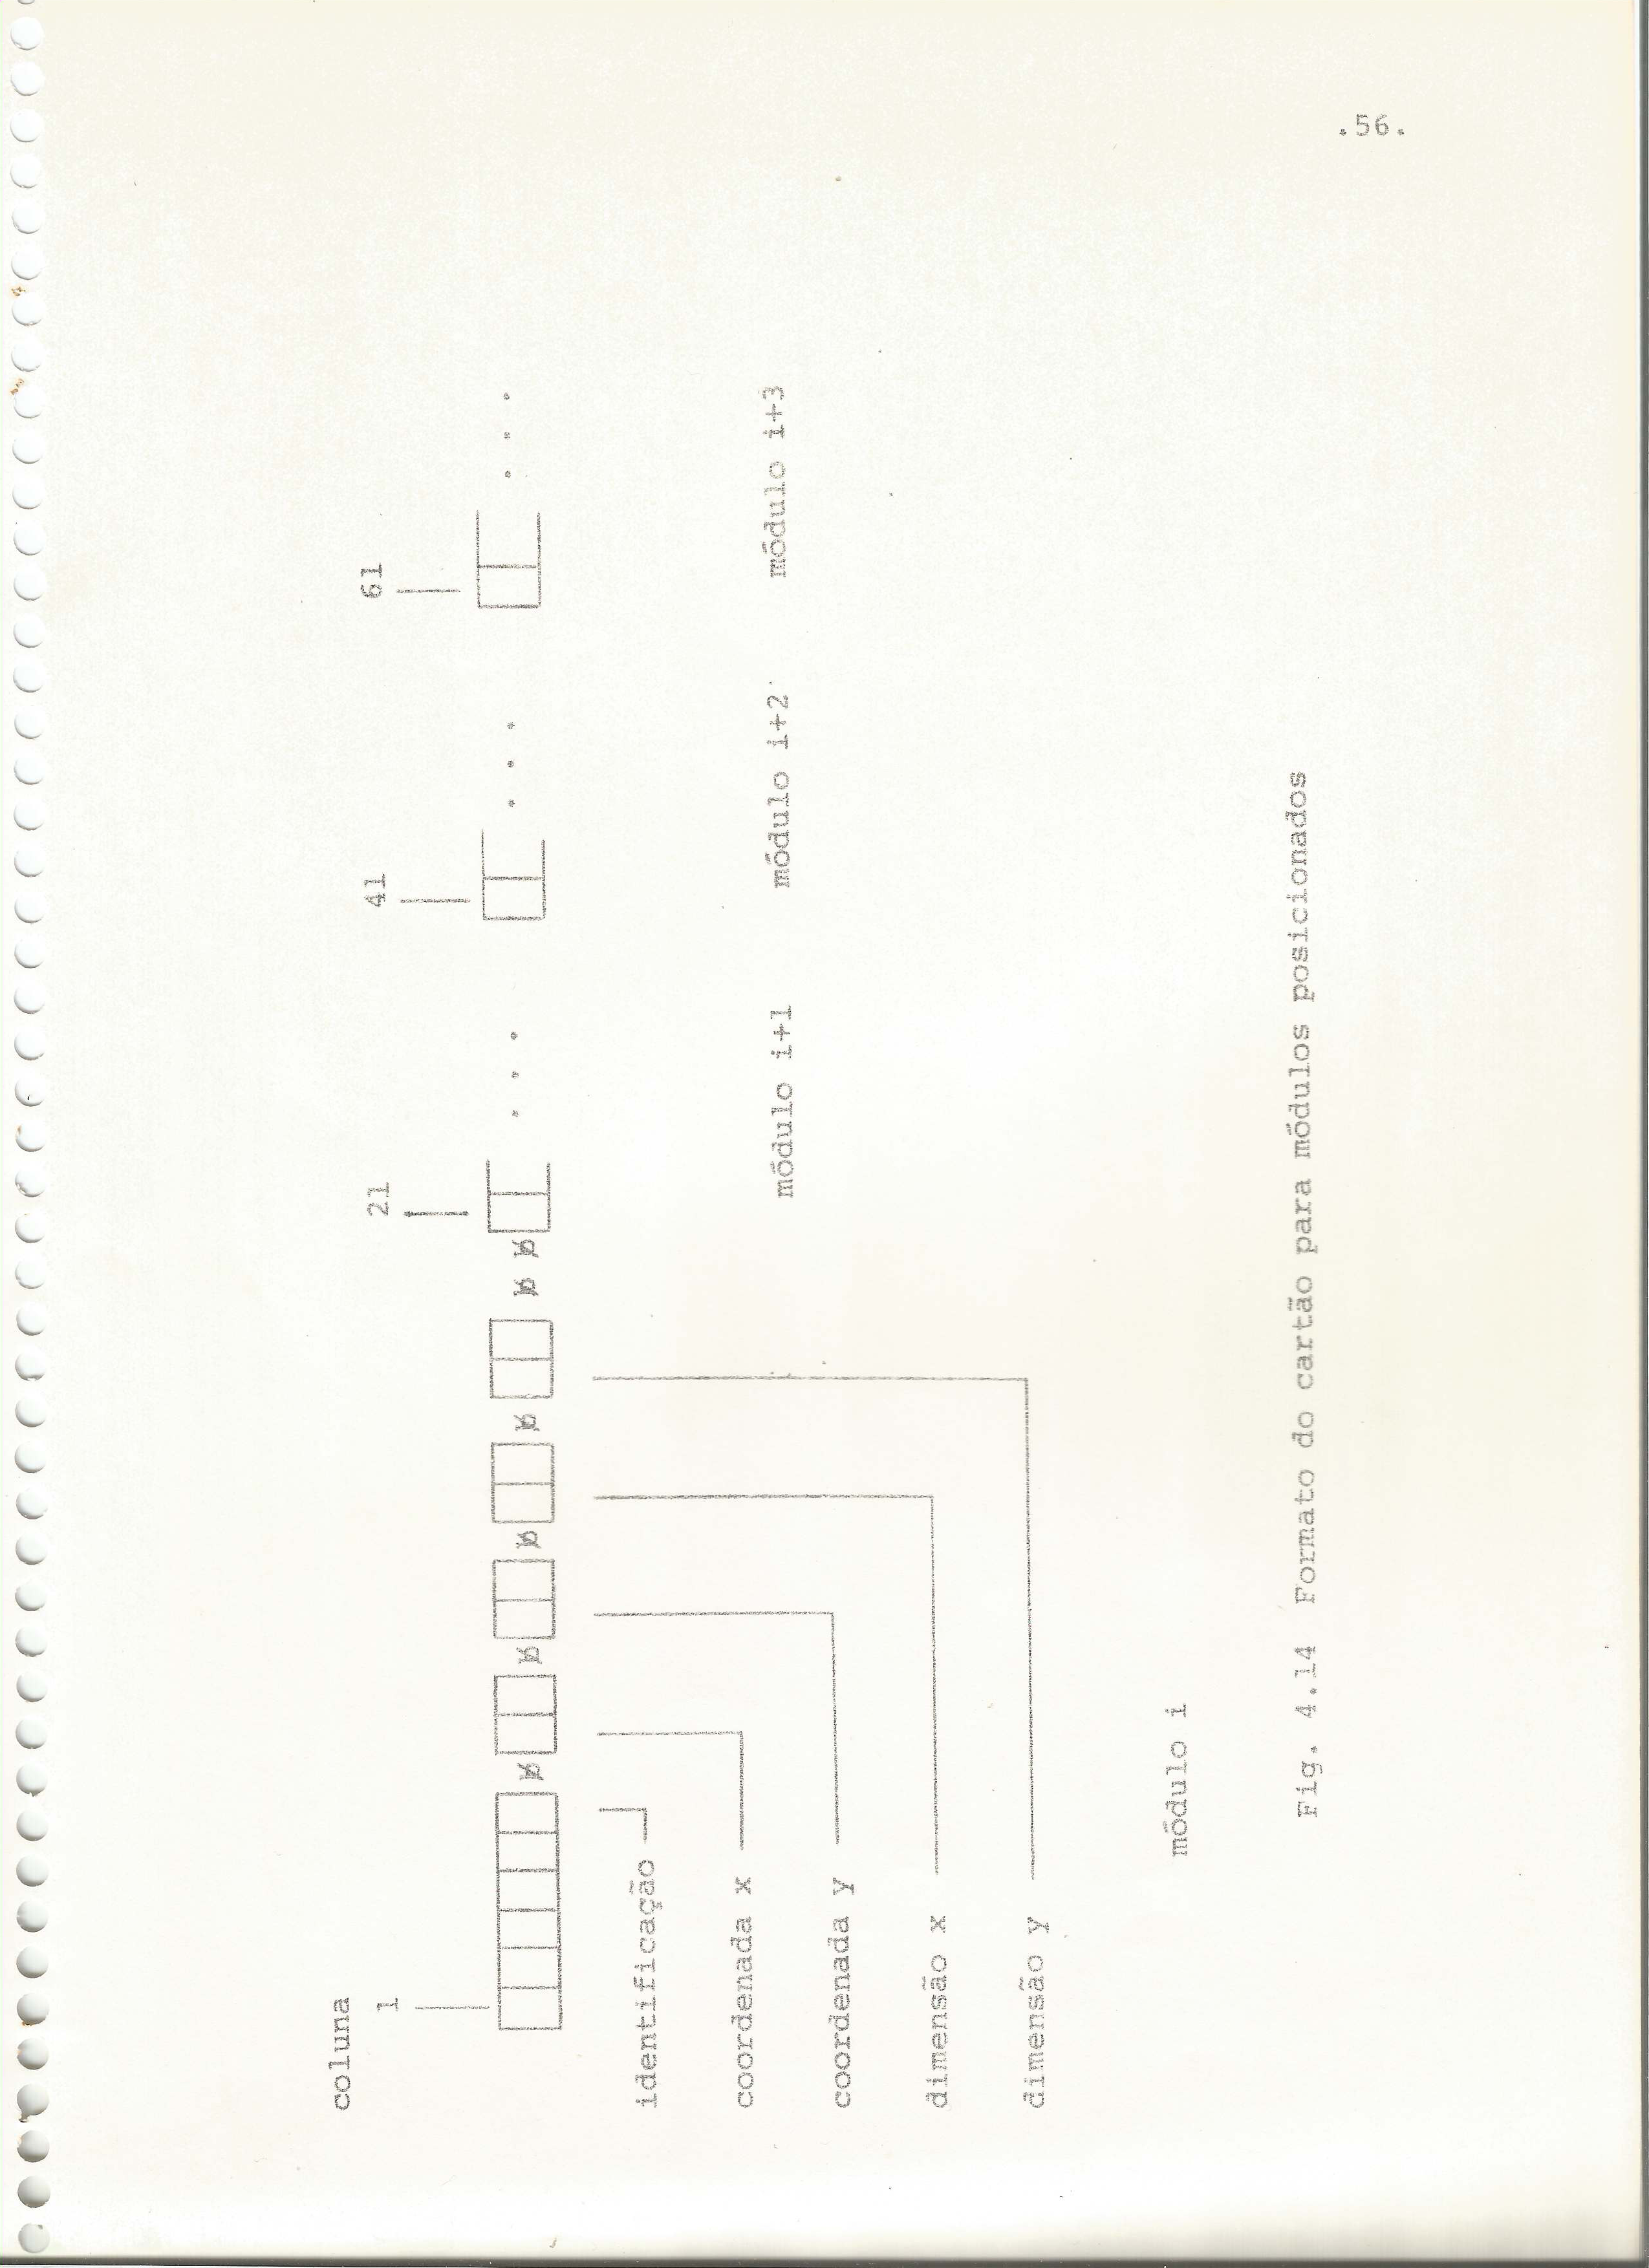 .56.
coluna
1 21 41 61
ƀ ƀ ƀ ƀ ƀ ƀ
. . . . . . . . .
identificação
coordenada x
coordenada y
dimensão x
dimensão y
módulo i+1 módulo i+2 módulo i+3
módulo i
Fig. 4.14 Formato do cartão para módulos posicionados